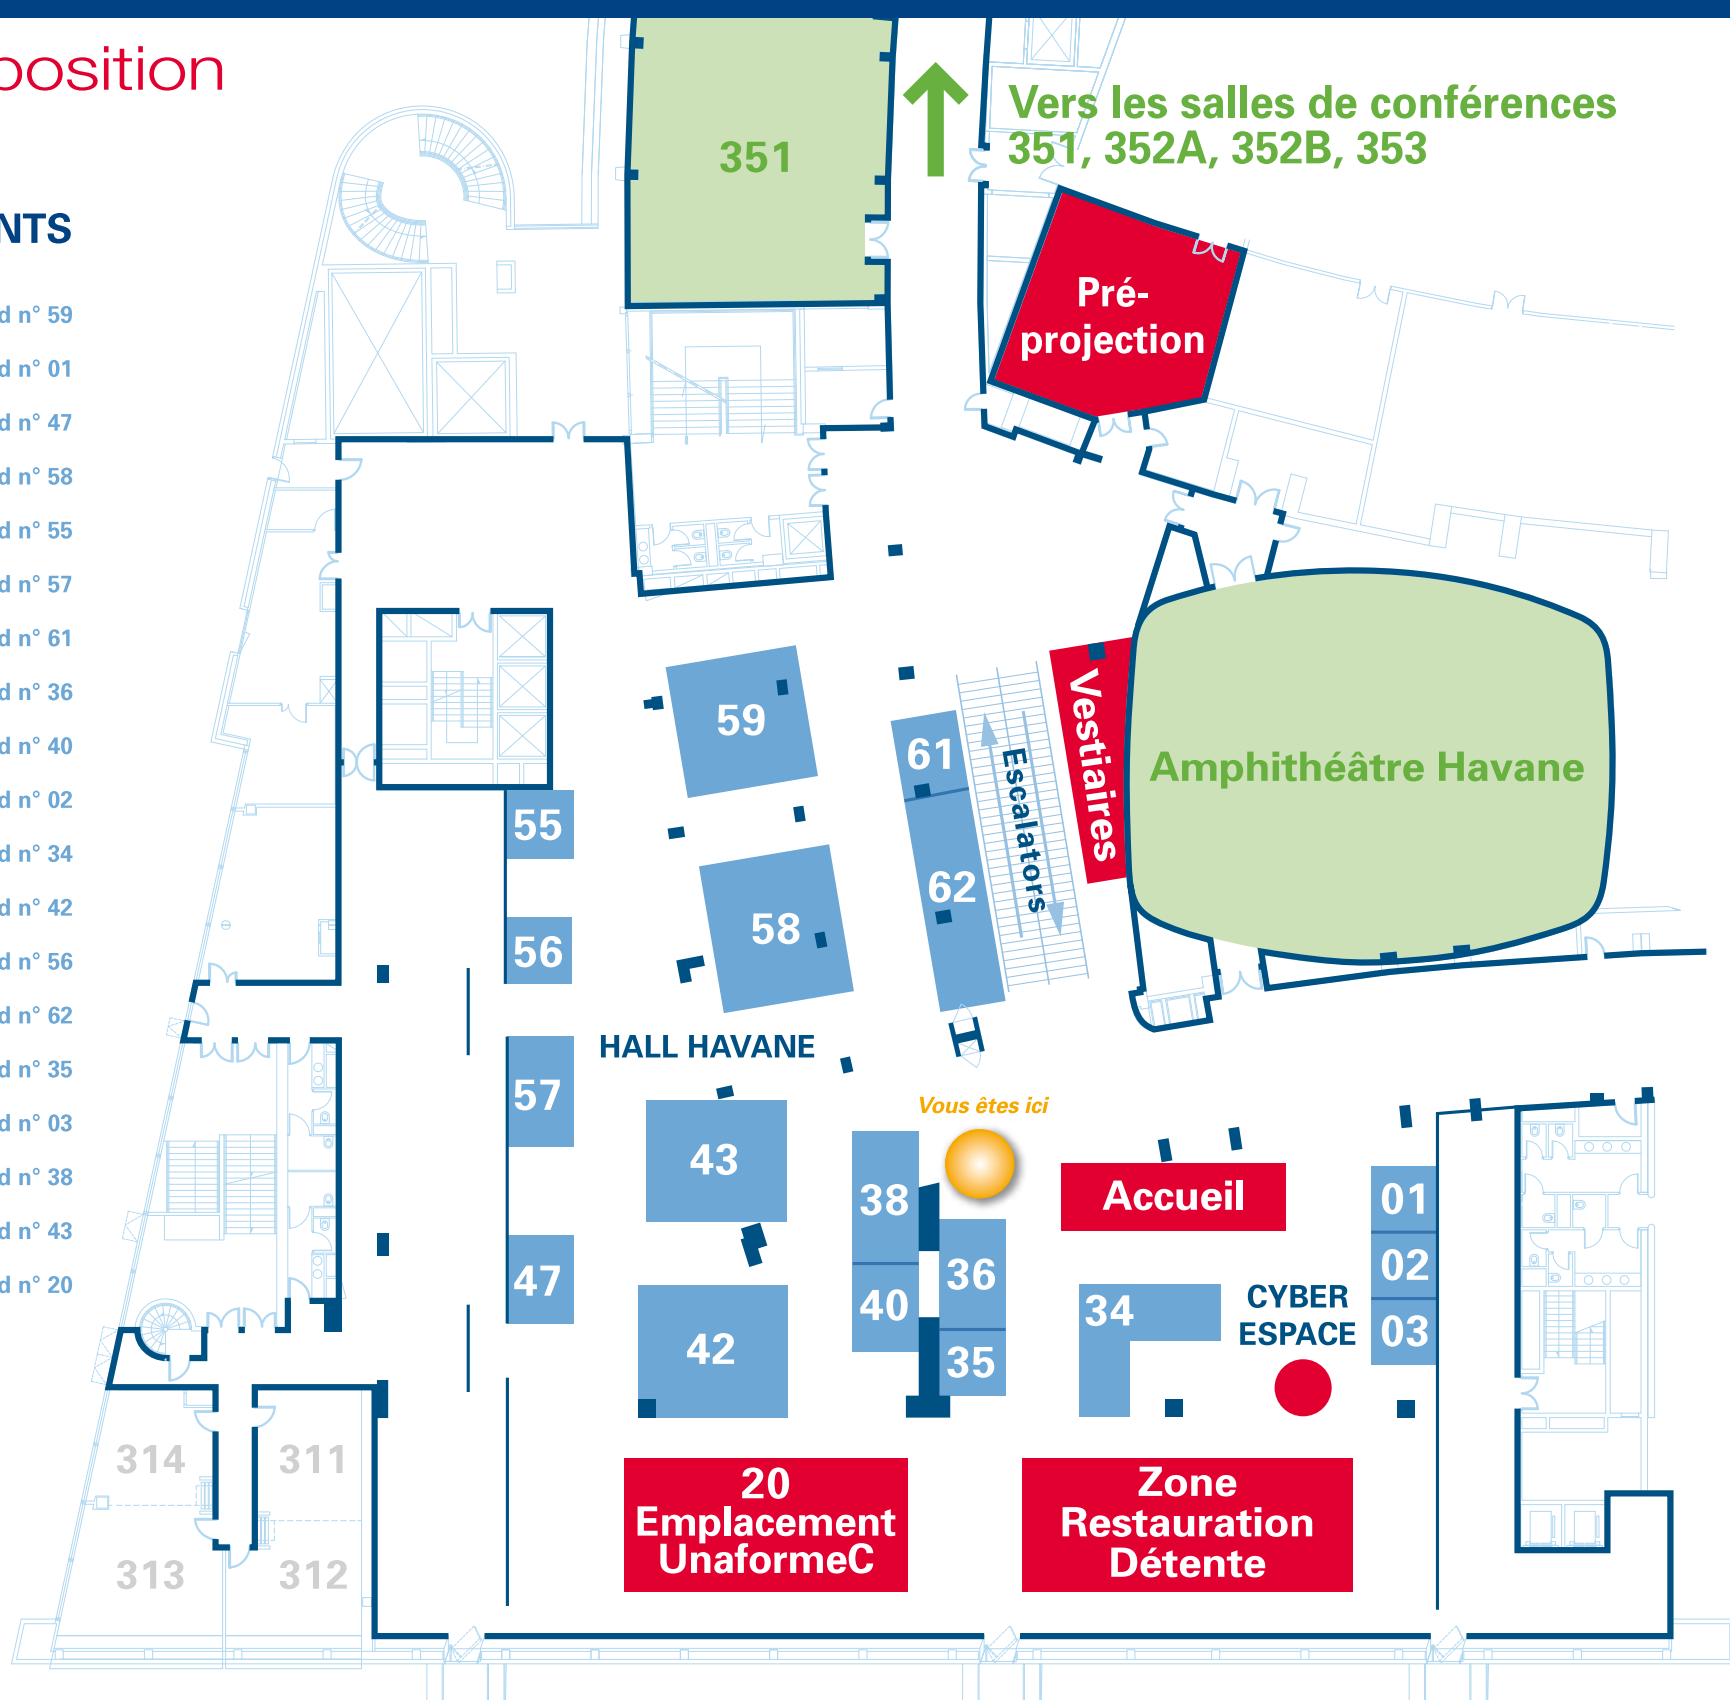 position
NTS
d n° 59
d n° 01
d n° 47
d n° 58
d n° 55
d n° 57
d n° 61
d n° 36
d n° 40
d n° 02
d n° 34
d n° 42
d n° 56
d n° 62
d n° 35
d n° 03
d n° 38
d n° 43
d n° 20
351
Vers les salles de conférences
351, 352A, 352B, 353
Pré-
projection
59
61
Escalators
Vestiaires
Amphithéâtre Havane
55
58
62
56
HALL HAVANE
57
Vous êtes ici
43
38
Accueil
01
02
03
47
36
40
34
CYBER
ESPACE
42
35
314
311
313
312
20
Emplacement
UnaformeC
Zone
Restauration
Détente